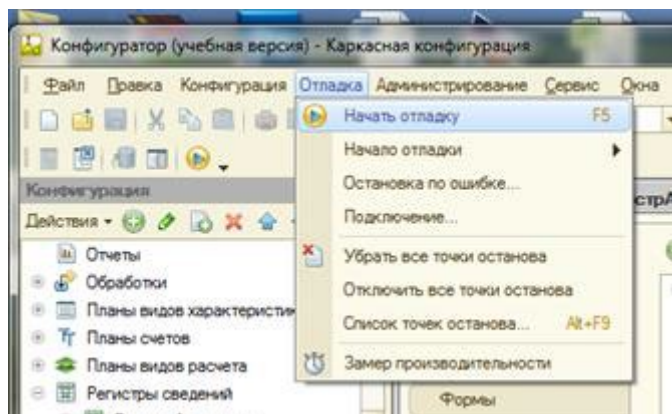 Конфигуратор (учебная версия) - Каркасная конфигурация
Файл Правка Конфигурация Отладка Администрирование Сервис Окна
Начать отладку F5
Начало отладки
Конфигурация
Остановка по ошибке...
Действия
Подключение...
Отчеты
Убрать все точки останова
Обработки
Отключить все точки останова
Планы видов характеристик
Список точек останова... Alt+F9
Планы счетов
Планы видов расчета
Замер производительности
Регистры сведений
Формы